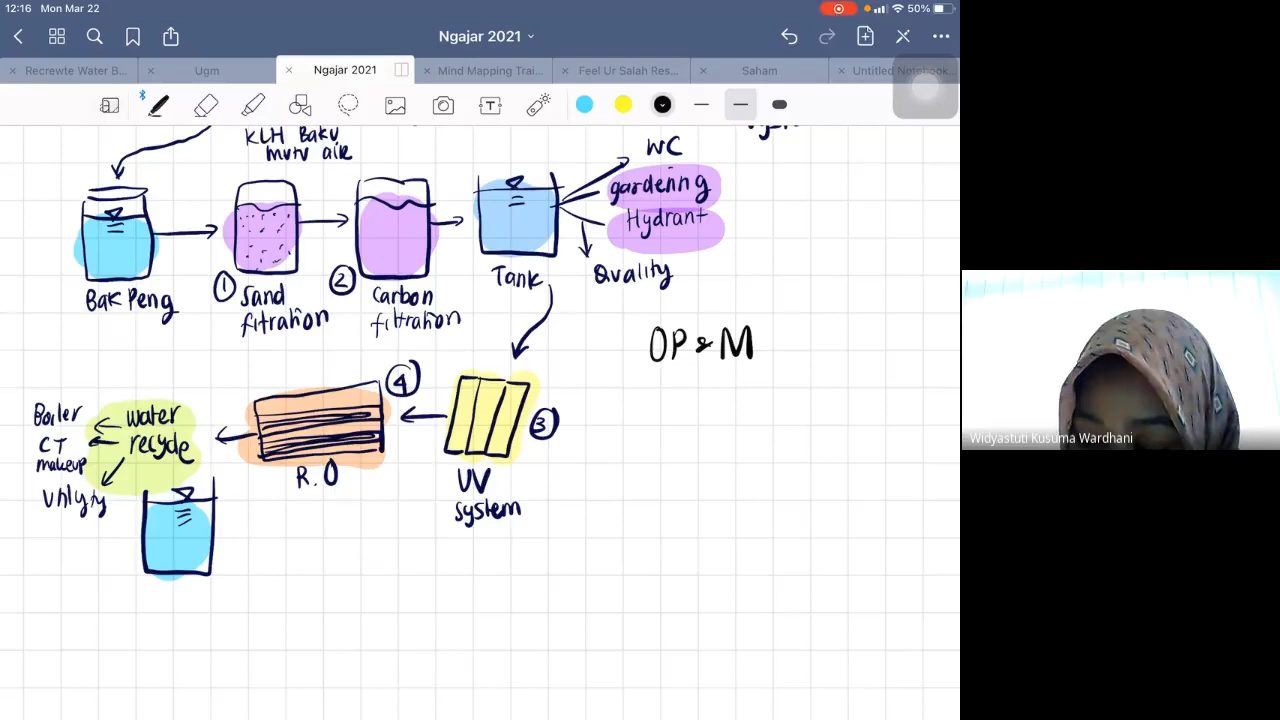 12:16 Mon Mar 22
50%
Ngajar 2021
Recrewte Water B...
Ugm
Ngajar 2021
Mind Mapping Trai...
Feel Ur Salah Res...
Saham
Untitled Notebook...
KLH Baku
mutu air
WC
gardening
Hydrant
Quality
Bak Peng
1
Sand
filtration
2
Carbon
filtration
Tank
OP & M
4
3
Boiler
CT
makeup
water
recycle
R.O
UV
system
Widyastuti Kusuma Wardhani